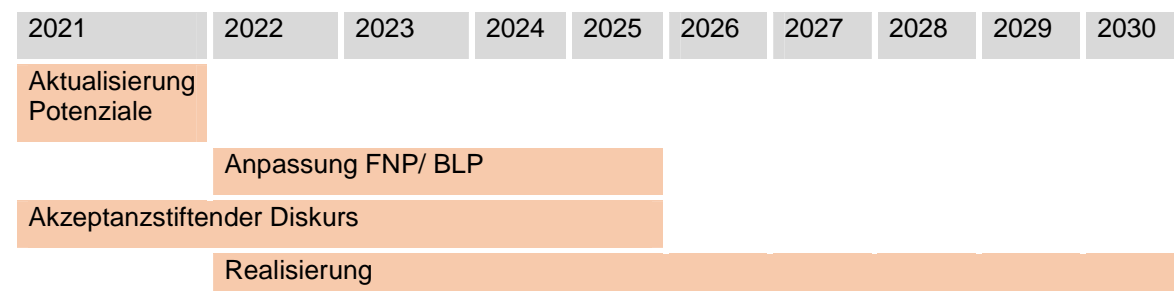 2021 2022 2023 2024 2025 2026 2027 2028 2029 2030
Aktualisierung
Potenziale
Anpassung FNP/ BLP
Akzeptanzstiftender Diskurs
Realisierung